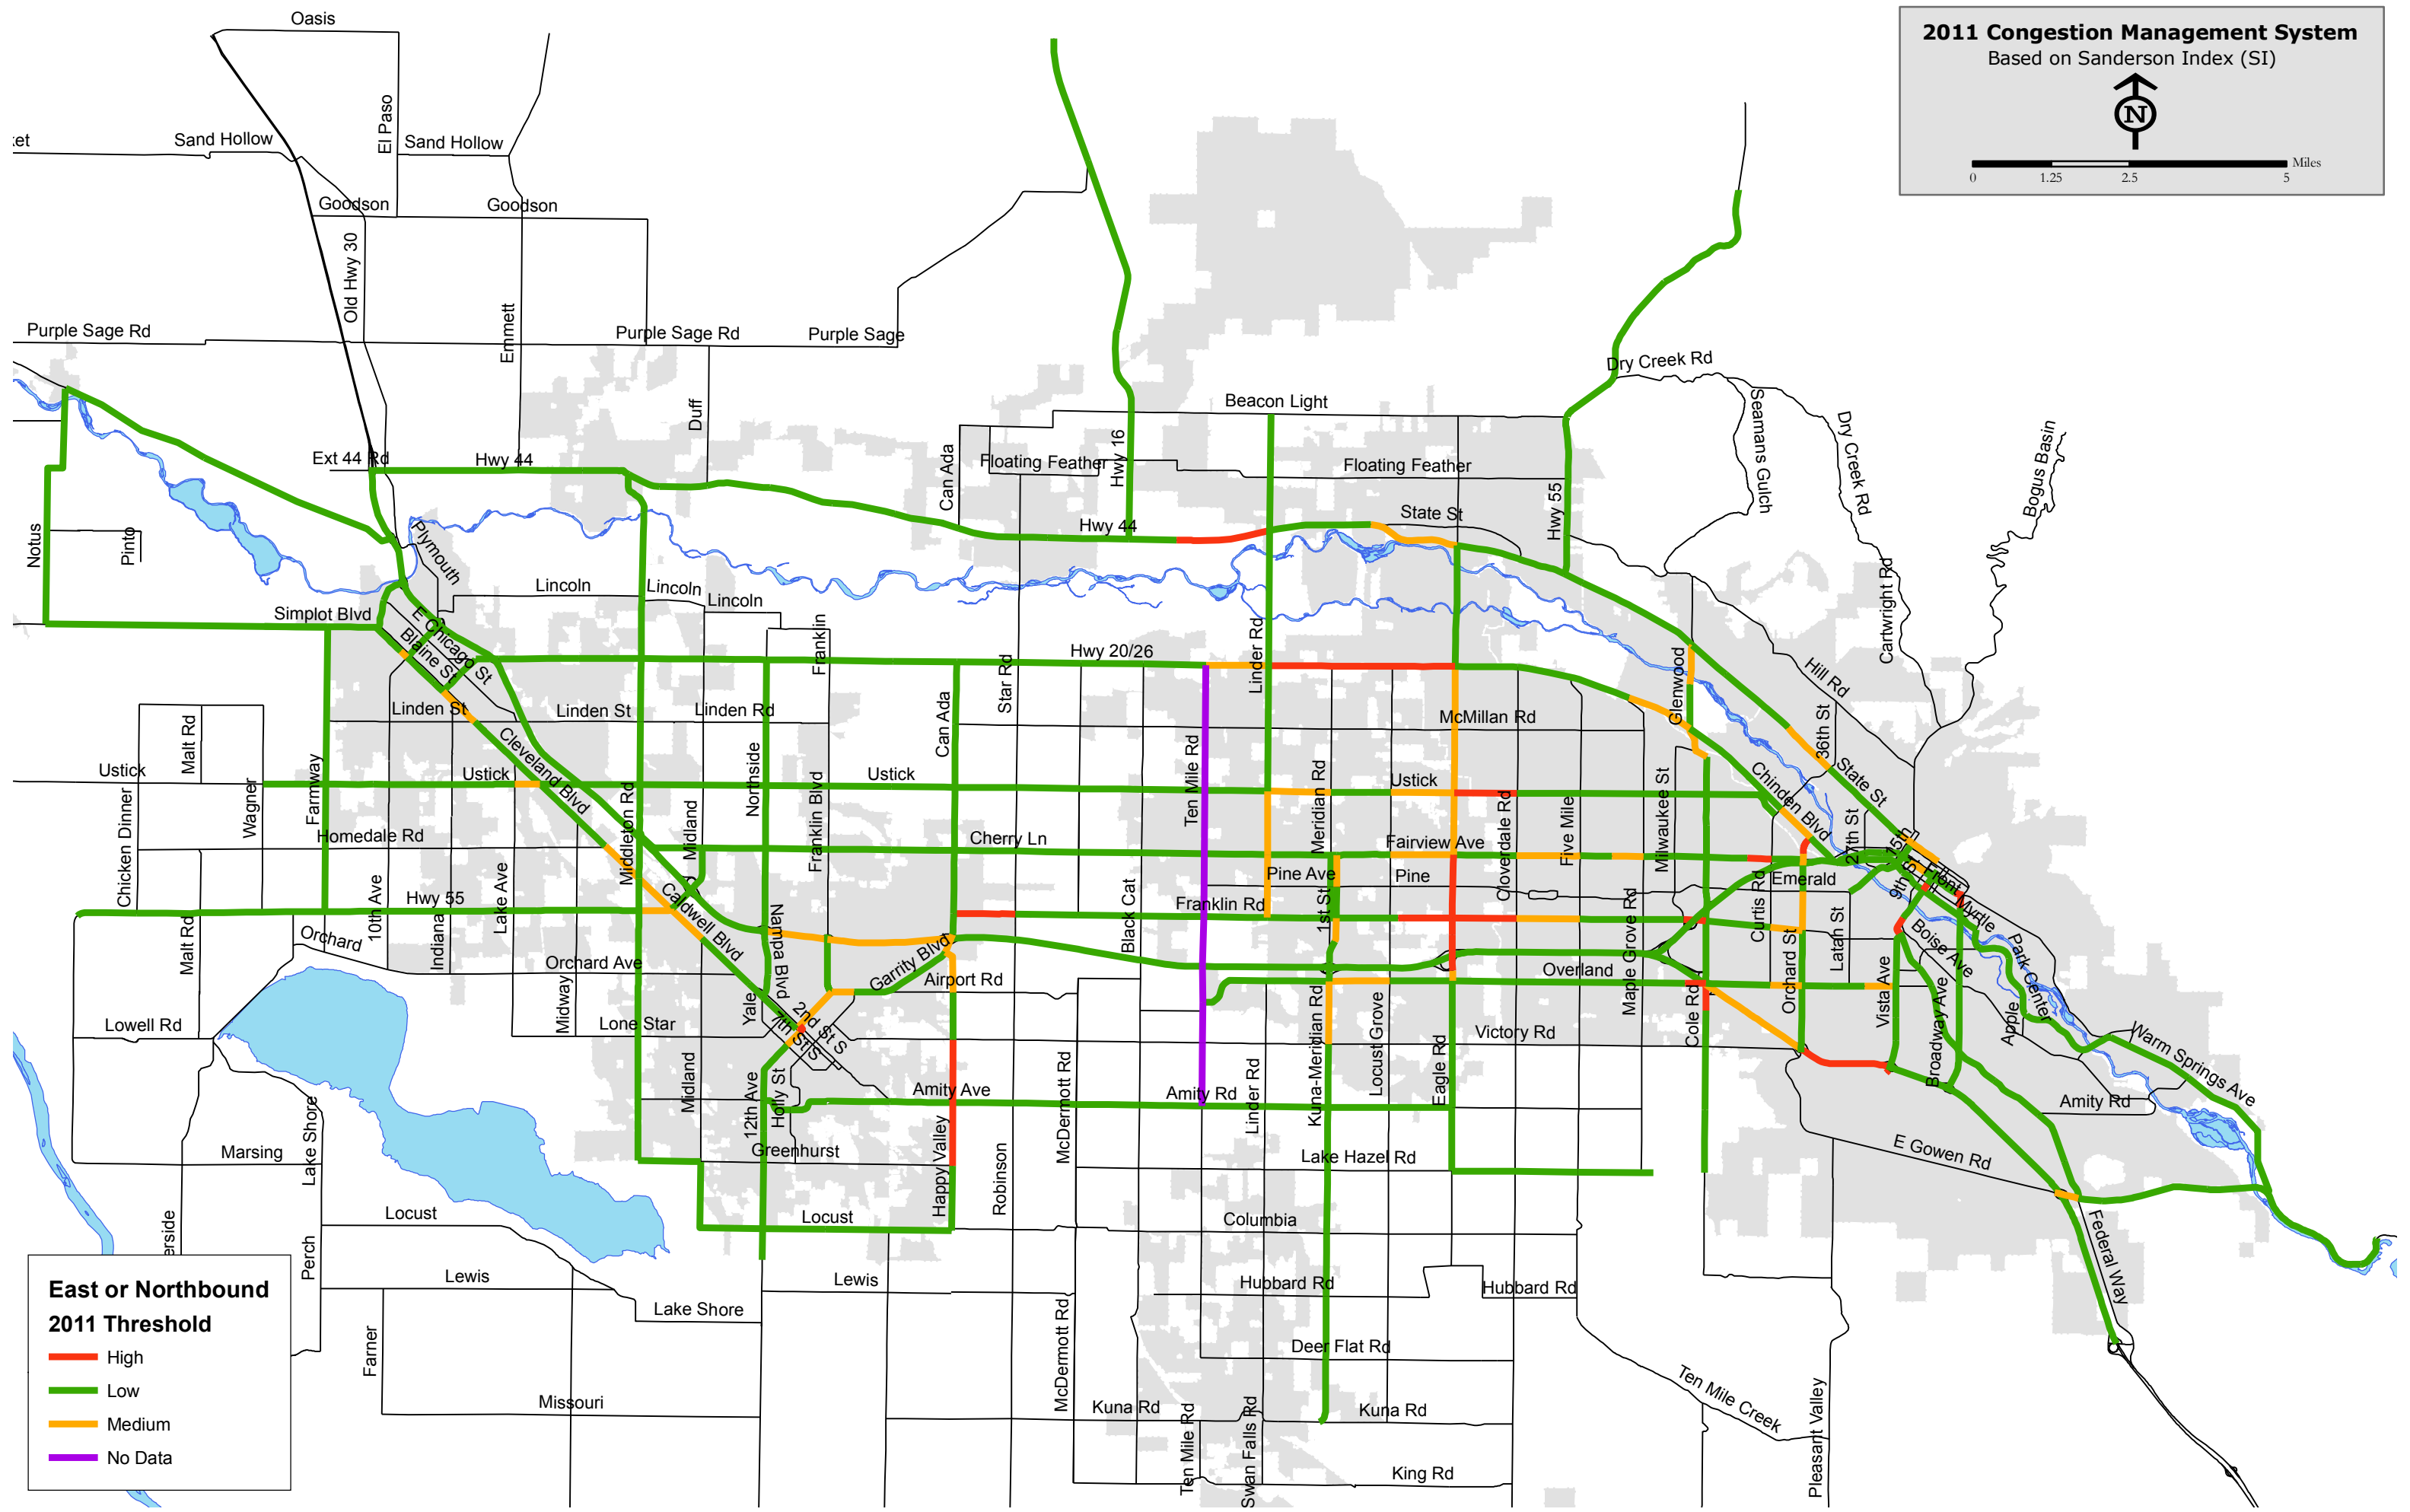 2011 Congestion Management System
Based on Sanderson Index (SI)
N
Miles
0 1.25 2.5 5
Oasis
El Paso
Sand Hollow
Sand Hollow
Goodson
Goodson
Old Hwy 30
Emmett
Purple Sage Rd
Purple Sage Rd
Purple Sage
Duff
Dry Creek Rd
Seamans Gulch
Dry Creek Rd
Bogus Basin
Cartwright Rd
Beacon Light
Ext 44 Rd
Hwy 44
Can Ada
Floating Feather
Hwy 16
Floating Feather
Hwy 55
State St
Hwy 44
Notus
Pinto
Plymouth
Lincoln
Lincoln
Lincoln
Simplot Blvd
E Chicago St
Blaine St
Franklin
Hwy 20/26
Star Rd
Linder Rd
Glenwood
Hill Rd
36th St
Linden St
Linden St
Linden Rd
McMillan Rd
Malt Rd
Can Ada
Ten Mile Rd
Cleveland Blvd
Northside
Ustick
Ustick
Ustick
Ustick
Meridian Rd
Chinden Blvd
State St
Chicken Dinner
Wagner
Farmway
Homedale Rd
Middleton Rd
Midland
Franklin Blvd
Cherry Ln
Fairview Ave
Cloverdale Rd
Five Mile
Milwaukee St
27th St
15th
9th St
Front
Myrtle
Pine Ave
Pine
Emerald
Hwy 55
10th Ave
Indiana
Lake Ave
Caldwell Blvd
Nampa Blvd
Franklin Rd
1st St
Black Cat
Maple Grove Rd
Curtis Rd
Orchard St
Latah St
Boise Ave
Park Center
Malt Rd
Orchard
Orchard Ave
Midway
Garrity Blvd
Airport Rd
Overland
Vista Ave
Broadway Ave
Apple
Warm Springs Ave
Lowell Rd
Lone Star
Yale
2nd St S
7th St S
Victory Rd
Cole Rd
Kuna-Meridian Rd
Locust Grove
Eagle Rd
Midland
12th Ave
Holly St
Amity Ave
McDermott Rd
Amity Rd
Linder Rd
Amity Rd
Marsing
Lake Shore
Greenhurst
Happy Valley
Robinson
Lake Hazel Rd
E Gowen Rd
erside
Perch
Locust
Locust
Columbia
Federal Way
Lewis
Lewis
Lake Shore
Hubbard Rd
Hubbard Rd
Farner
McDermott Rd
Deer Flat Rd
Missouri
Kuna Rd
Kuna Rd
Ten Mile Rd
Swan Falls Rd
Ten Mile Creek
Pleasant Valley
King Rd
East or Northbound
2011 Threshold
High
Low
Medium
No Data